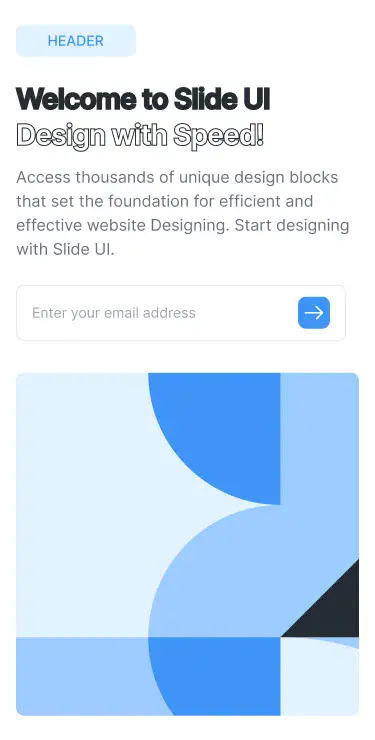 HEADER
Welcome to Slide UI
Design with Speed!
Access thousands of unique design blocks
that set the foundation for efficient and
effective website Designing. Start designing
with Slide UI.
Enter your email address